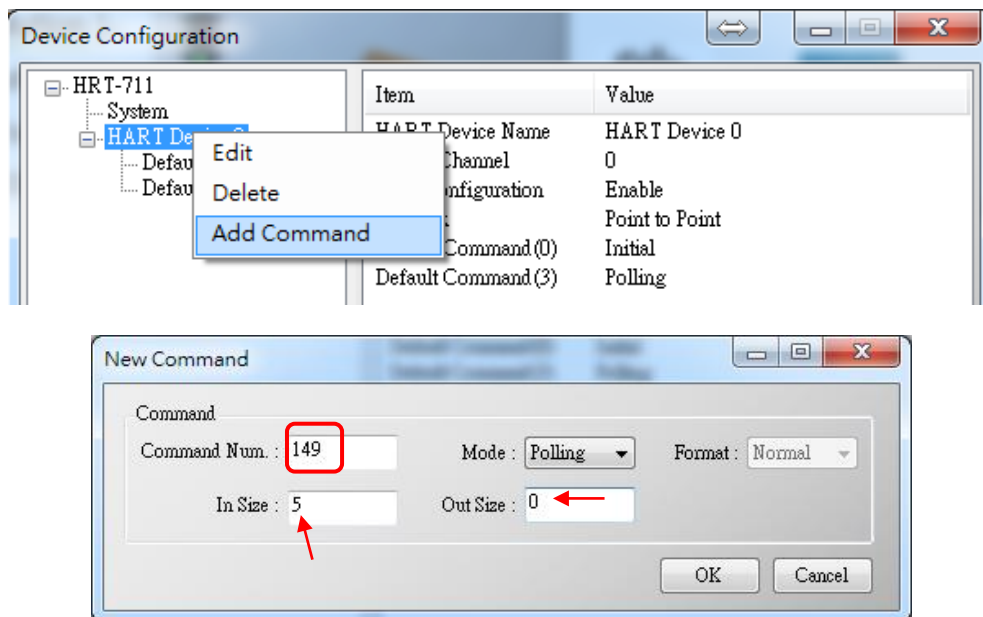 Device Configuration
HRT-711
System
HART
Defau
Defau
Edit
Delete
Add Command
Item Value
HART Device Name HART Device 0
Channel 0
nfiguration Enable
Point to Point
Command(0) Initial
Default Command(3) Polling
New Command
Command
Command Num. : 149 Mode : Polling Format : Normal
In Size : 5 Out Size : 0
OK Cancel